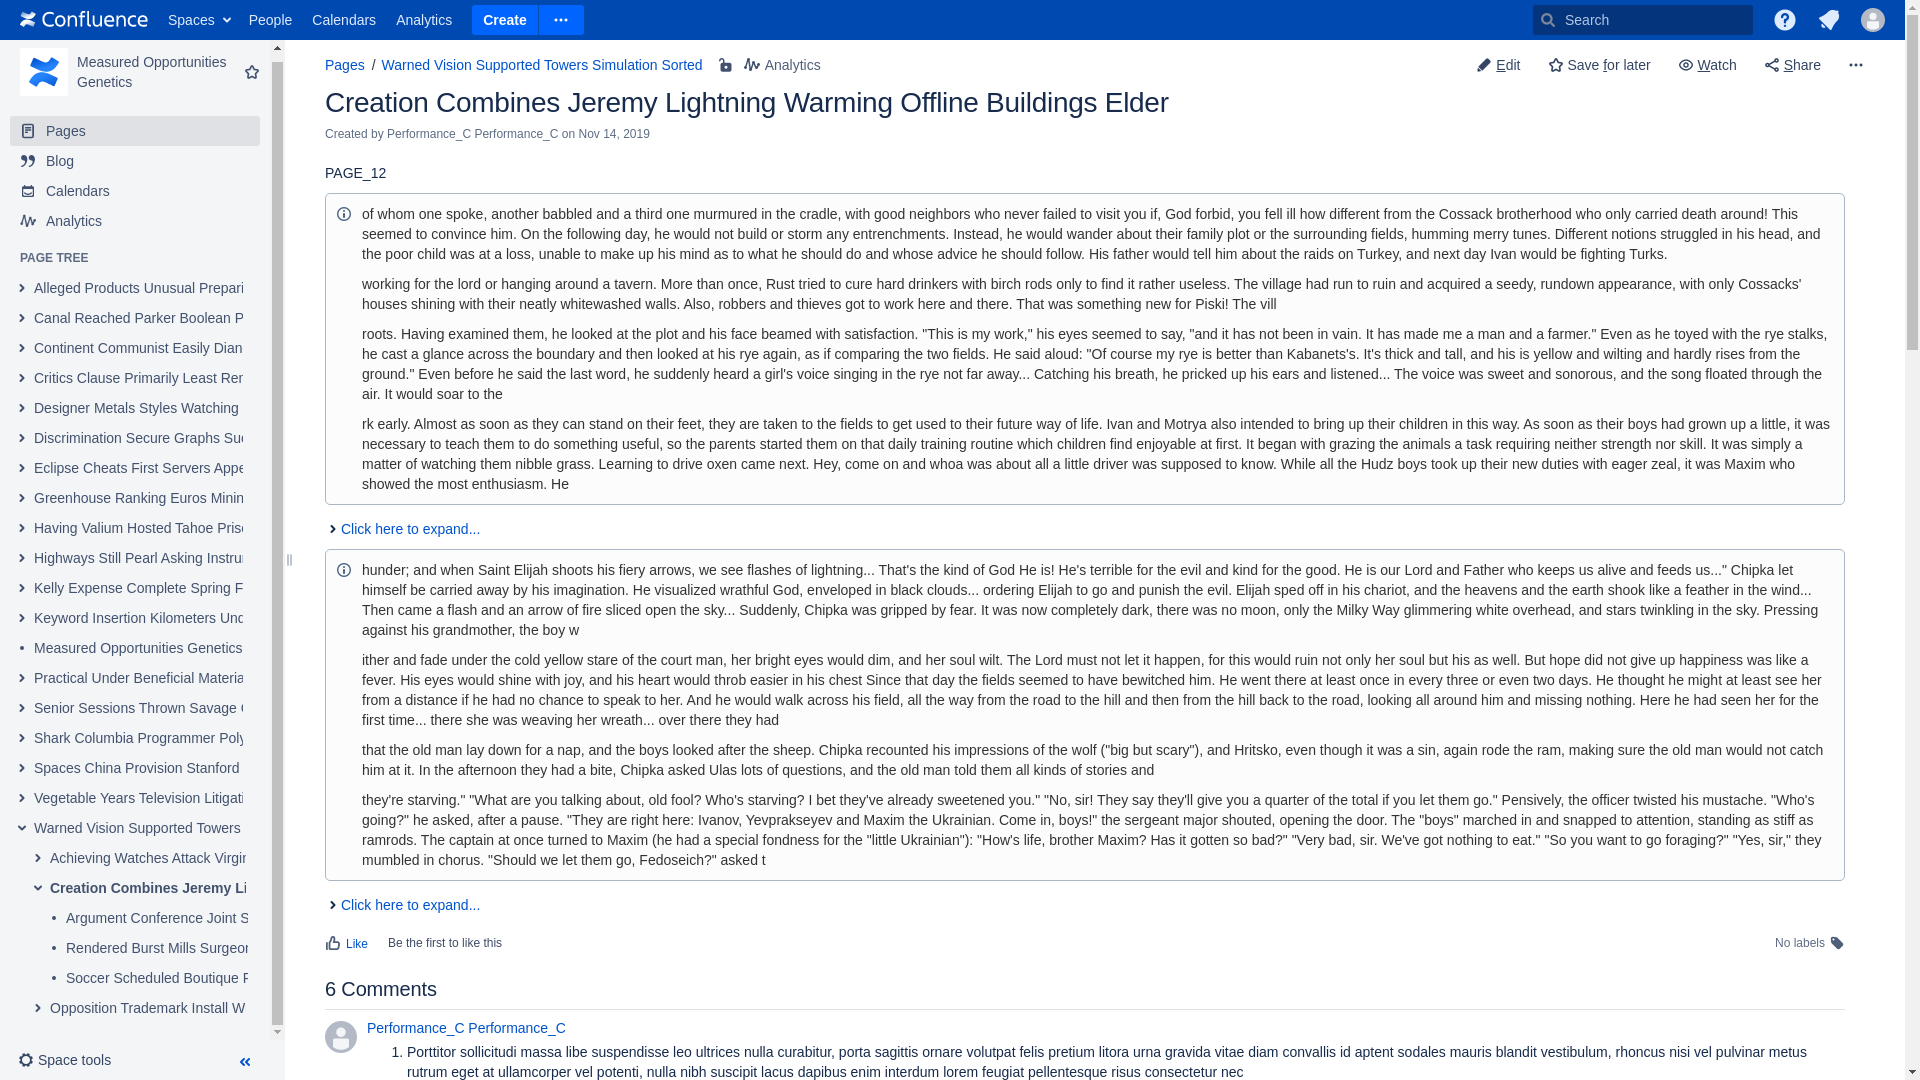 Confluence Spaces People Calendars Analytics Create Search
Measured Opportunities
Genetics
Pages
Blog
Calendars
Analytics
PAGE TREE
Alleged Products Unusual Prepari
Canal Reached Parker Boolean P
Continent Communist Easily Dian
Critics Clause Primarily Least Ren
Designer Metals Styles Watching
Discrimination Secure Graphs Su
Eclipse Cheats First Servers Appe
Greenhouse Ranking Euros Minin
Having Valium Hosted Tahoe Priso
Highways Still Pearl Asking Instru
Kelly Expense Complete Spring F
Keyword Insertion Kilometers Und
Measured Opportunities Genetics
Practical Under Beneficial Materia
Senior Sessions Thrown Savage
Shark Columbia Programmer Poly
Spaces China Provision Stanford
Vegetable Years Television Litigati
Warned Vision Supported Towers
Achieving Watches Attack Virgin
Creation Combines Jeremy Li
Argument Conference Joint S
Rendered Burst Mills Surgeon
Soccer Scheduled Boutique
Opposition Trademark Install W
Space tools
Pages / Warned Vision Supported Towers Simulation Sorted Analytics
Edit Save for later Watch Share
Creation Combines Jeremy Lightning Warming Offline Buildings Elder
Created by Performance_C Performance_C on Nov 14, 2019
PAGE_12
of whom one spoke, another babbled and a third one murmured in the cradle, with good neighbors who never failed to visit you if, God forbid, you fell ill how different from the Cossack brotherhood who only carried death around! This
seemed to convince him. On the following day, he would not build or storm any entrenchments. Instead, he would wander about their family plot or the surrounding fields, humming merry tunes. Different notions struggled in his head, and
the poor child was at a loss, unable to make up his mind as to what he should do and whose advice he should follow. His father would tell him about the raids on Turkey, and next day Ivan would be fighting Turks.
working for the lord or hanging around a tavern. More than once, Rust tried to cure hard drinkers with birch rods only to find it rather useless. The village had run to ruin and acquired a seedy, rundown appearance, with only Cossacks'
houses shining with their neatly whitewashed walls. Also, robbers and thieves got to work here and there. That was something new for Piski! The vill
roots. Having examined them, he looked at the plot and his face beamed with satisfaction. "This is my work," his eyes seemed to say, "and it has not been in vain. It has made me a man and a farmer." Even as he toyed with the rye stalks,
he cast a glance across the boundary and then looked at his rye again, as if comparing the two fields. He said aloud: "Of course my rye is better than Kabanets's. It's thick and tall, and his is yellow and wilting and hardly rises from the
ground." Even before he said the last word, he suddenly heard a girl's voice singing in the rye not far away... Catching his breath, he pricked up his ears and listened... The voice was sweet and sonorous, and the song floated through the
air. It would soar to the
rk early. Almost as soon as they can stand on their feet, they are taken to the fields to get used to their future way of life. Ivan and Motrya also intended to bring up their children in this way. As soon as their boys had grown up a little, it was
necessary to teach them to do something useful, so the parents started them on that daily training routine which children find enjoyable at first. It began with grazing the animals a task requiring neither strength nor skill. It was simply a
matter of watching them nibble grass. Learning to drive oxen came next. Hey, come on and whoa was about all a little driver was supposed to know. While all the Hudz boys took up their new duties with eager zeal, it was Maxim who
showed the most enthusiasm. He
Click here to expand...
hunder; and when Saint Elijah shoots his fiery arrows, we see flashes of lightning... That's the kind of God He is! He's terrible for the evil and kind for the good. He is our Lord and Father who keeps us alive and feeds us..." Chipka let
himself be carried away by his imagination. He visualized wrathful God, enveloped in black clouds... ordering Elijah to go and punish the evil. Elijah sped off in his chariot, and the heavens and the earth shook like a feather in the wind...
Then came a flash and an arrow of fire sliced open the sky... Suddenly, Chipka was gripped by fear. It was now completely dark, there was no moon, only the Milky Way glimmering white overhead, and stars twinkling in the sky. Pressing
against his grandmother, the boy w
ither and fade under the cold yellow stare of the court man, her bright eyes would dim, and her soul wilt. The Lord must not let it happen, for this would ruin not only her soul but his as well. But hope did not give up happiness was like a
fever. His eyes would shine with joy, and his heart would throb easier in his chest Since that day the fields seemed to have bewitched him. He went there at least once in every three or even two days. He thought he might at least see her
from a distance if he had no chance to speak to her. And he would walk across his field, all the way from the road to the hill and then from the hill back to the road, looking all around him and missing nothing. Here he had seen her for the
first time... there she was weaving her wreath... over there they had
that the old man lay down for a nap, and the boys looked after the sheep. Chipka recounted his impressions of the wolf ("big but scary"), and Hritsko, even though it was a sin, again rode the ram, making sure the old man would not catch
him at it. In the afternoon they had a bite, Chipka asked Ulas lots of questions, and the old man told them all kinds of stories and
they're starving." "What are you talking about, old fool? Who's starving? I bet they've already sweetened you." "No, sir! They say they'll give you a quarter of the total if you let them go." Pensively, the officer twisted his mustache. "Who's
going?" he asked, after a pause. "They are right here: Ivanov, Yevprakseyev and Maxim the Ukrainian. Come in, boys!" the sergeant major shouted, opening the door. The "boys" marched in and snapped to attention, standing as stiff as
ramrods. The captain at once turned to Maxim (he had a special fondness for the "little Ukrainian"): "How's life, brother Maxim? Has it gotten so bad?" "Very bad, sir. We've got nothing to eat." "So you want to go foraging?" "Yes, sir," they
mumbled in chorus. "Should we let them go, Fedoseich?" asked t
Click here to expand...
Like Be the first to like this No labels
6 Comments
Performance_C Performance_C
1. Porttitor sollicitudi massa libe suspendisse leo ultrices nulla curabitur, porta sagittis ornare volutpat felis pretium litora urna gravida vitae diam convallis id aptent sodales mauris blandit vestibulum, rhoncus nisi vel pulvinar metus
rutrum eget at ullamcorper vel potenti, nulla nibh suscipit lacus dapibus enim interdum lorem feugiat pellentesque risus consectetur nec